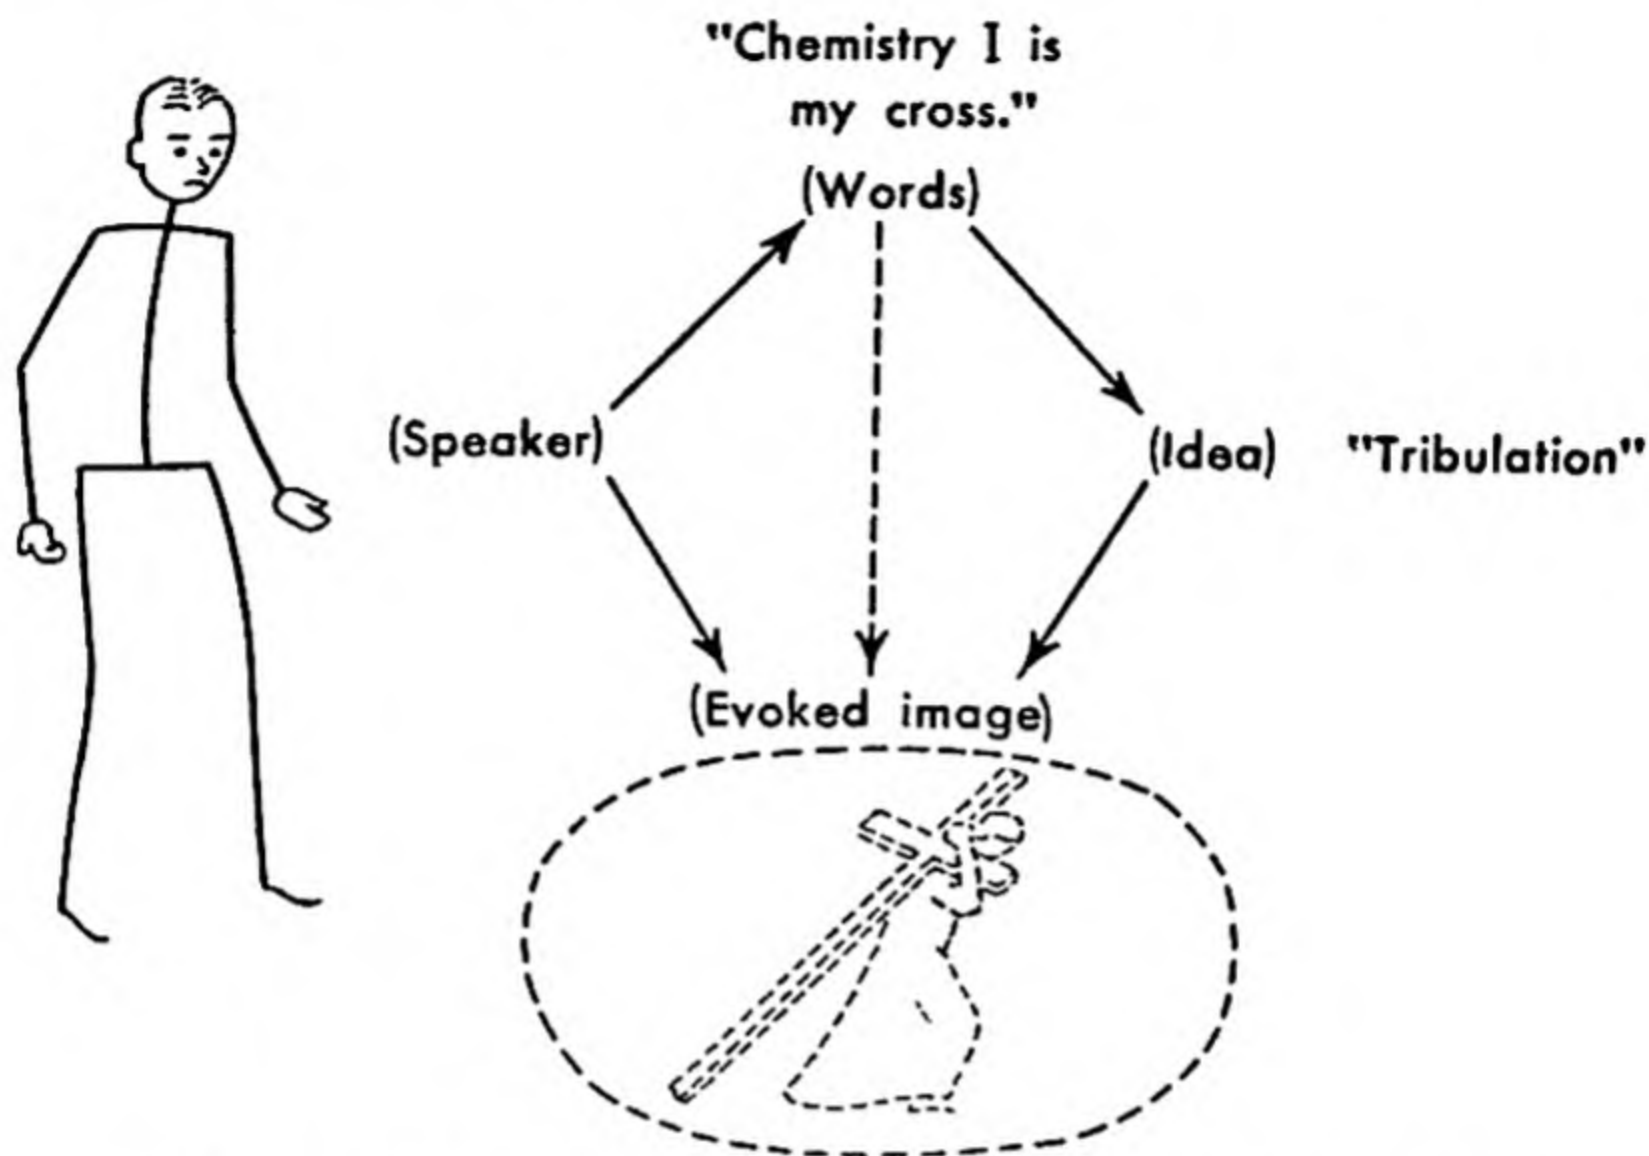 "Chemistry I is
my cross."
(Words)
(Speaker)
(Idea) "Tribulation"
(Evoked image)